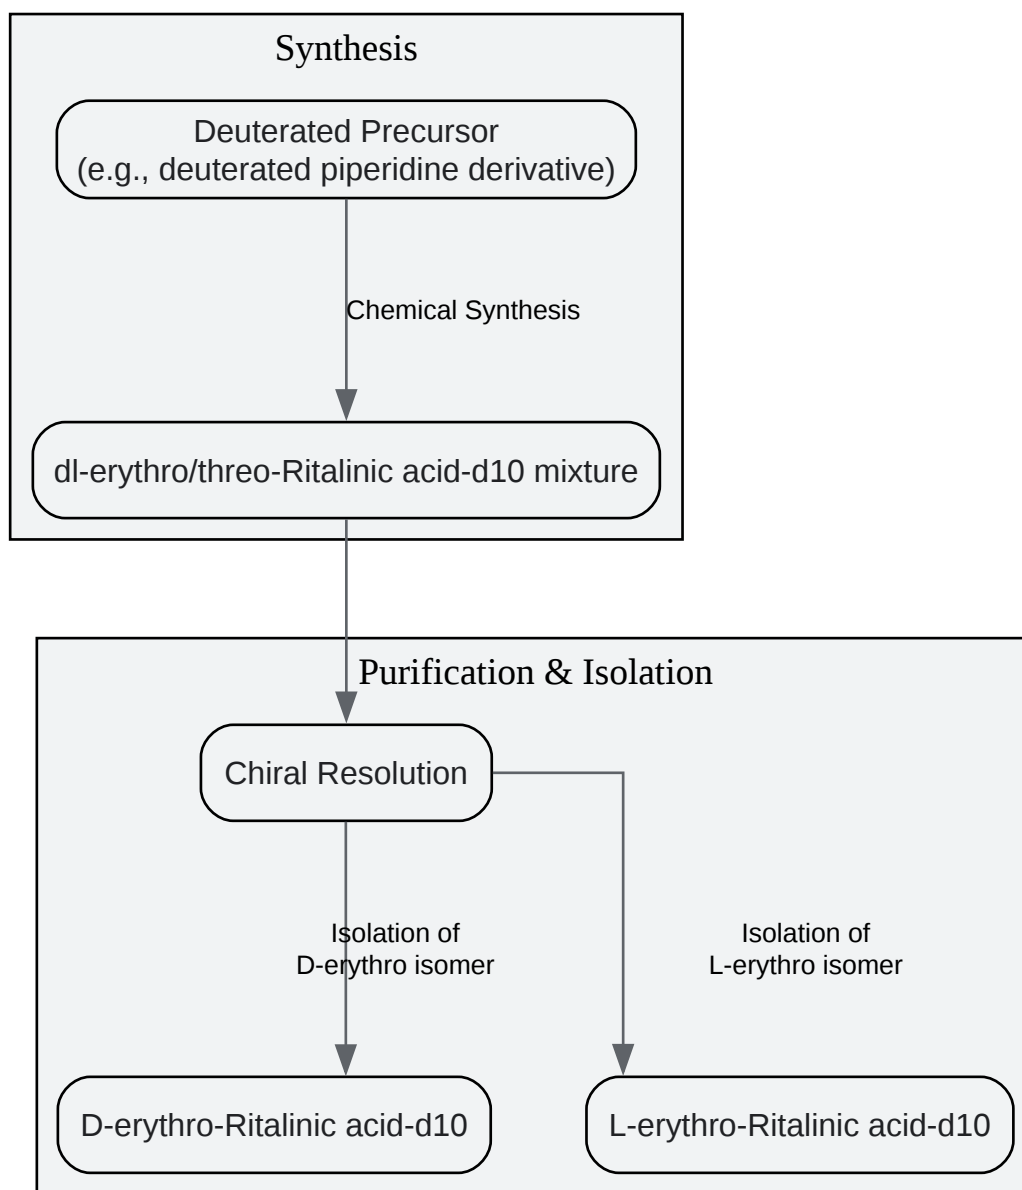 Synthesis
Deuterated Precursor
(e.g., deuterated piperidine derivative)
Chemical Synthesis
dl-erythro/threo-Ritalinic acid-d10 mixture
Purification & Isolation
Chiral Resolution
Isolation of
D-erythro isomer
Isolation of
L-erythro isomer
D-erythro-Ritalinic acid-d10
L-erythro-Ritalinic acid-d10